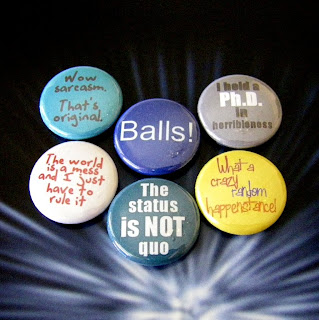 Wow
sarcasm.
That's
original.
Balls!
I hold a
Ph.D.
in
horribleness
The world
is a mess
and I just
have to
rule it
The
status
is NOT
quo
What a
crazy
random
happenstance!